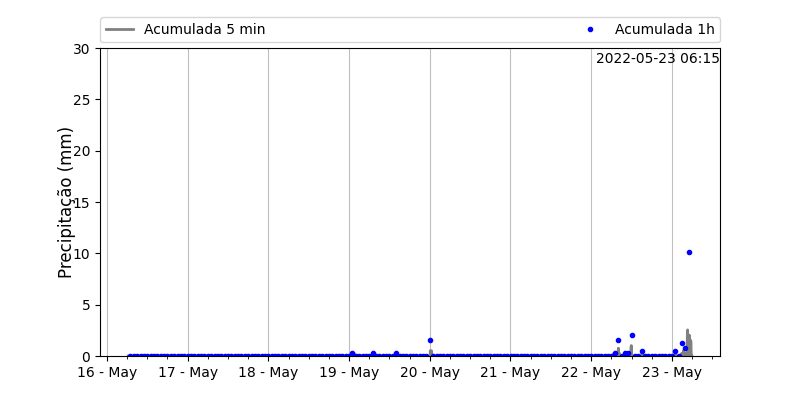 Acumulada 5 min
Acumulada 1h
2022-05-23 06:15
Precipitação (mm)
30
25
20
15
10
5
0
16 - May
17 - May
18 - May
19 - May
20 - May
21 - May
22 - May
23 - May